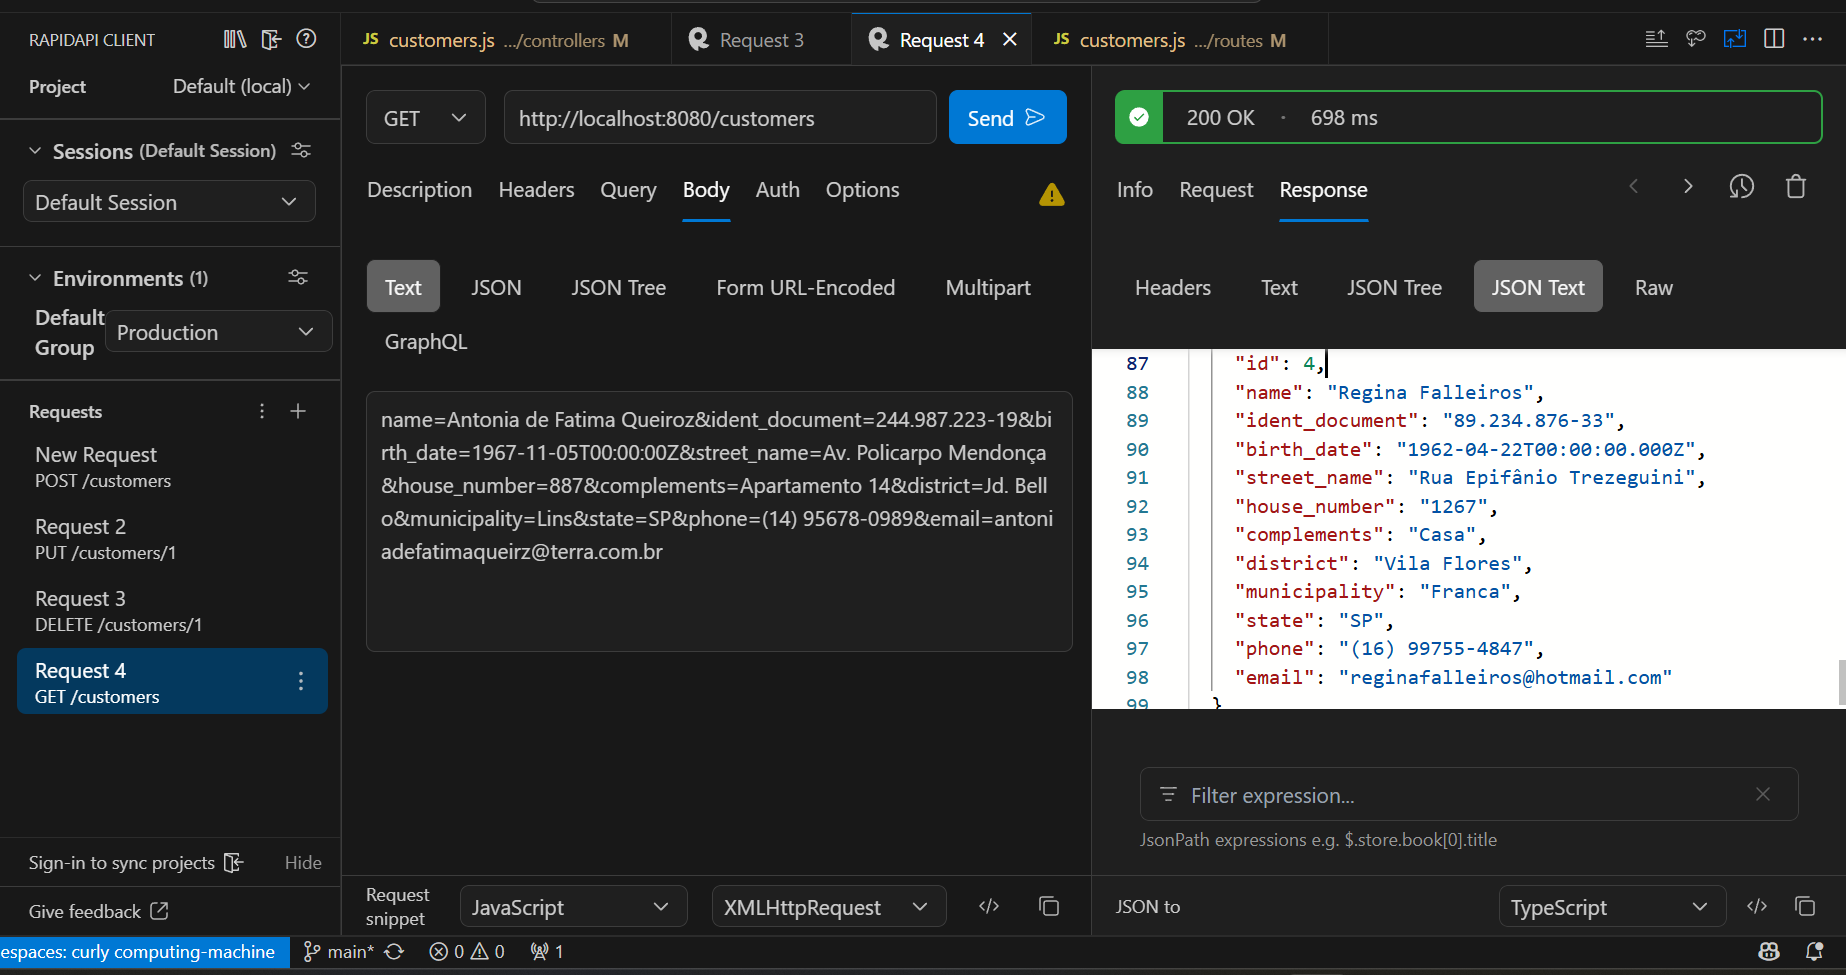 RAPIDAPI CLIENT
Project
Default (local)
Sessions (Default Session)
Default Session
Environments (1)
Default
Group
Production
Requests
New Request
POST /customers
Request 2
PUT /customers/1
Request 3
DELETE /customers/1
Request 4
GET /customers
Sign-in to sync projects
Hide
Give feedback
JS customers.js .../controllers M
Request 3
Request 4
JS customers.js .../routes M
GET
http://localhost:8080/customers
Send
Description
Headers
Query
Body
Auth
Options
Text
JSON
JSON Tree
Form URL-Encoded
Multipart
GraphQL
name=Antonia de Fatima Queiroz&ident_document=244.987.223-19&bi
rth_date=1967-11-05T00:00:00Z&street_name=Av. Policarpo Mendonça
&house_number=887&complements=Apartamento 14&district=Jd. Bell
o&municipality=Lins&state=SP&phone=(14) 95678-0989&email=antoni
adefatimaqueirz@terra.com.br
Request
snippet
JavaScript
XMLHttpRequest
200 OK · 698 ms
Info
Request
Response
Headers
Text
JSON Tree
JSON Text
Raw
87 "id": 4,
88 "name": "Regina Falleiros",
89 "ident_document": "89.234.876-33",
90 "birth_date": "1962-04-22T00:00:00.000Z",
91 "street_name": "Rua Epifânio Trezeguini",
92 "house_number": "1267",
93 "complements": "Casa",
94 "district": "Vila Flores",
95 "municipality": "Franca",
96 "state": "SP",
97 "phone": "(16) 99755-4847",
98 "email": "reginafalleiros@hotmail.com"
99 }
Filter expression...
JsonPath expressions e.g. $.store.book[0].title
JSON to
TypeScript
espaces: curly computing-machine
main*
0
0
1